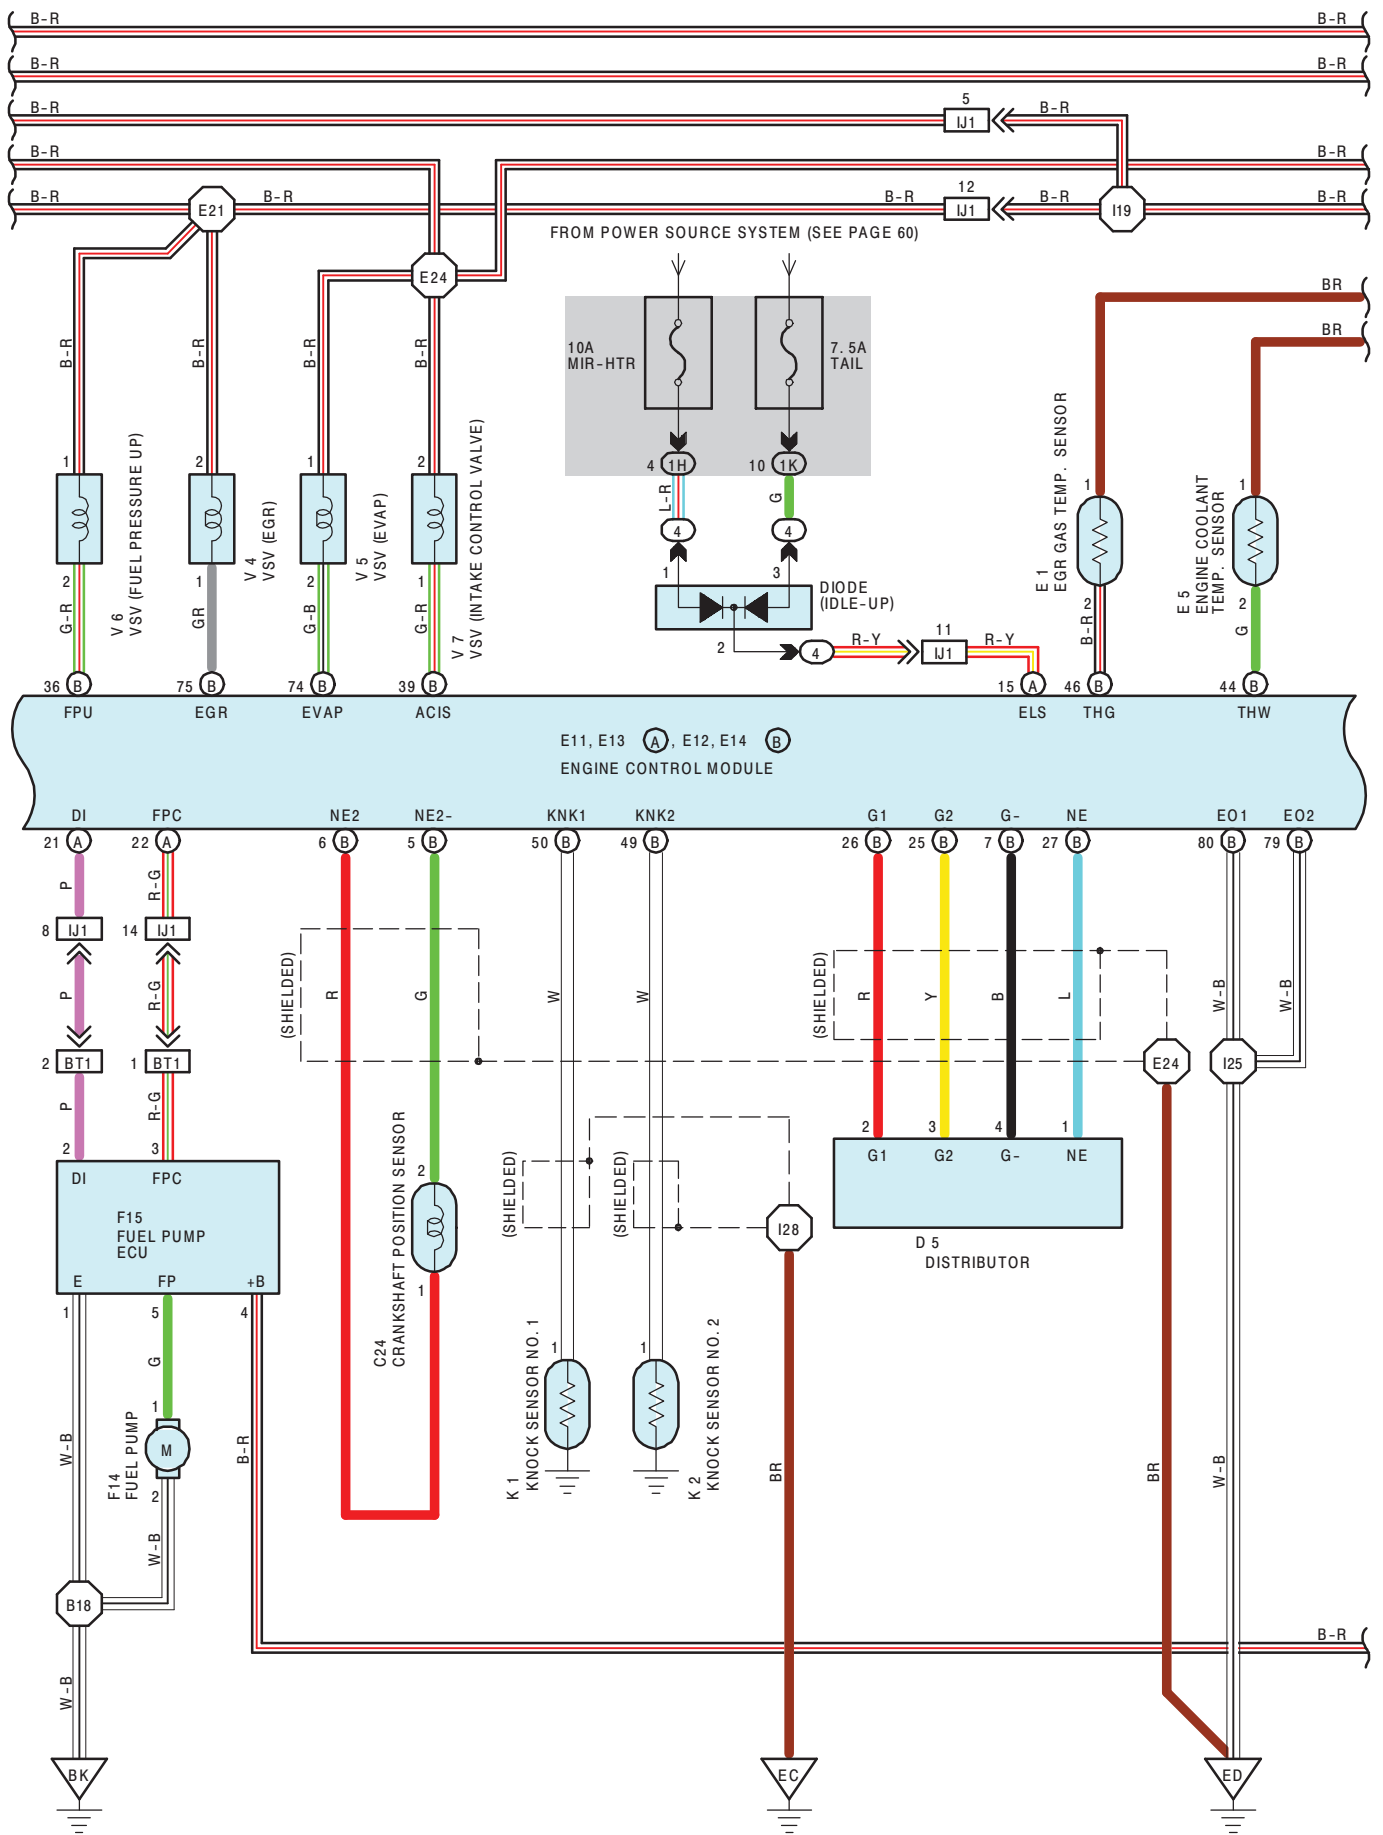 B-R B-R
B-R B-R
B-R 5 IJ1 B-R
B-R B-R
B-R E21 B-R B-R 12 IJ1 B-R I19 B-R
FROM POWER SOURCE SYSTEM (SEE PAGE 60)
E24
BR
BR
B-R B-R B-R B-R
10A
MIR-HTR
7.5A
TAIL
1 2 1 2
4 1H 10 1K
L-R G
4 4
1 3
DIODE
(IDLE-UP)
2 4 R-Y 11 IJ1 R-Y
V 6
VSV (FUEL PRESSURE UP)
V 4
VSV (EGR)
V 5
VSV (EVAP)
V 7
VSV (INTAKE CONTROL VALVE)
E 1
EGR GAS TEMP. SENSOR
E 5
ENGINE COOLANT
TEMP. SENSOR
1 1
2 1 2 1 2 2
G-R GR G-B G-R B-R G
36 B 75 B 74 B 39 B 15 A 46 B 44 B
FPU EGR EVAP ACIS ELS THG THW
E11, E13 A , E12, E14 B
ENGINE CONTROL MODULE
DI FPC NE2 NE2- KNK1 KNK2 G1 G2 G- NE EO1 EO2
21 A 22 A 6 B 5 B 50 B 49 B 26 B 25 B 7 B 27 B 80 B 79 B
P R-G
8 IJ1 14 IJ1
(SHIELDED) (SHIELDED)
P R-G R G W W R Y B L W-B W-B
2 BT1 1 BT1 E24 I25
P R-G
2 3 2 3 4 1
DI FPC G1 G2 G- NE
F15
FUEL PUMP
ECU
E FP +B
1 5 4
2
C24
CRANKSHAFT POSITION SENSOR
1
(SHIELDED) (SHIELDED)
I28
D 5
DISTRIBUTOR
G
1 1 1
F14
FUEL PUMP
M
2
K 1
KNOCK SENSOR NO. 1
K 2
KNOCK SENSOR NO. 2
W-B B-R BR BR W-B
W-B
B18
B-R
W-B
BK EC ED